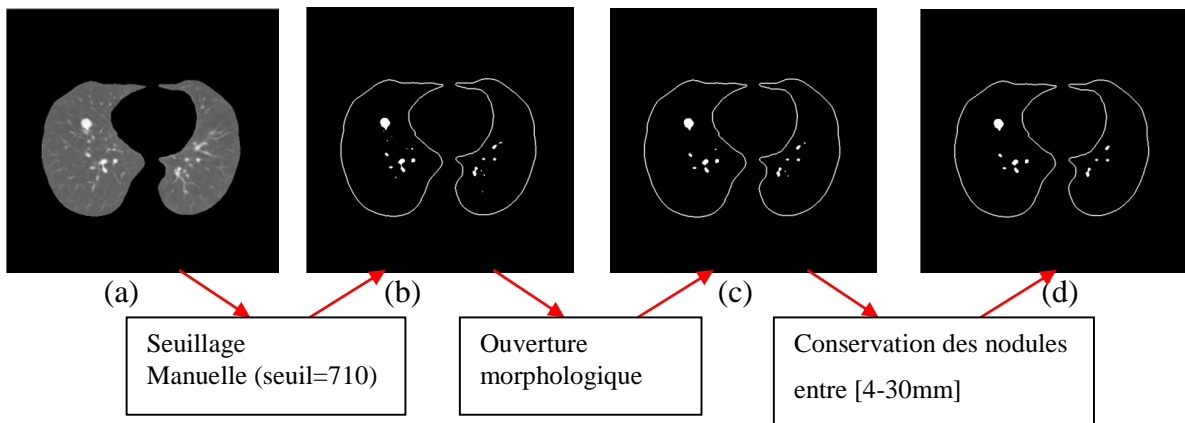 (a)
(b)
(c)
(d)
Seuillage
Manuelle (seuil=710)
Ouverture
morphologique
Conservation des nodules
entre [4-30mm]